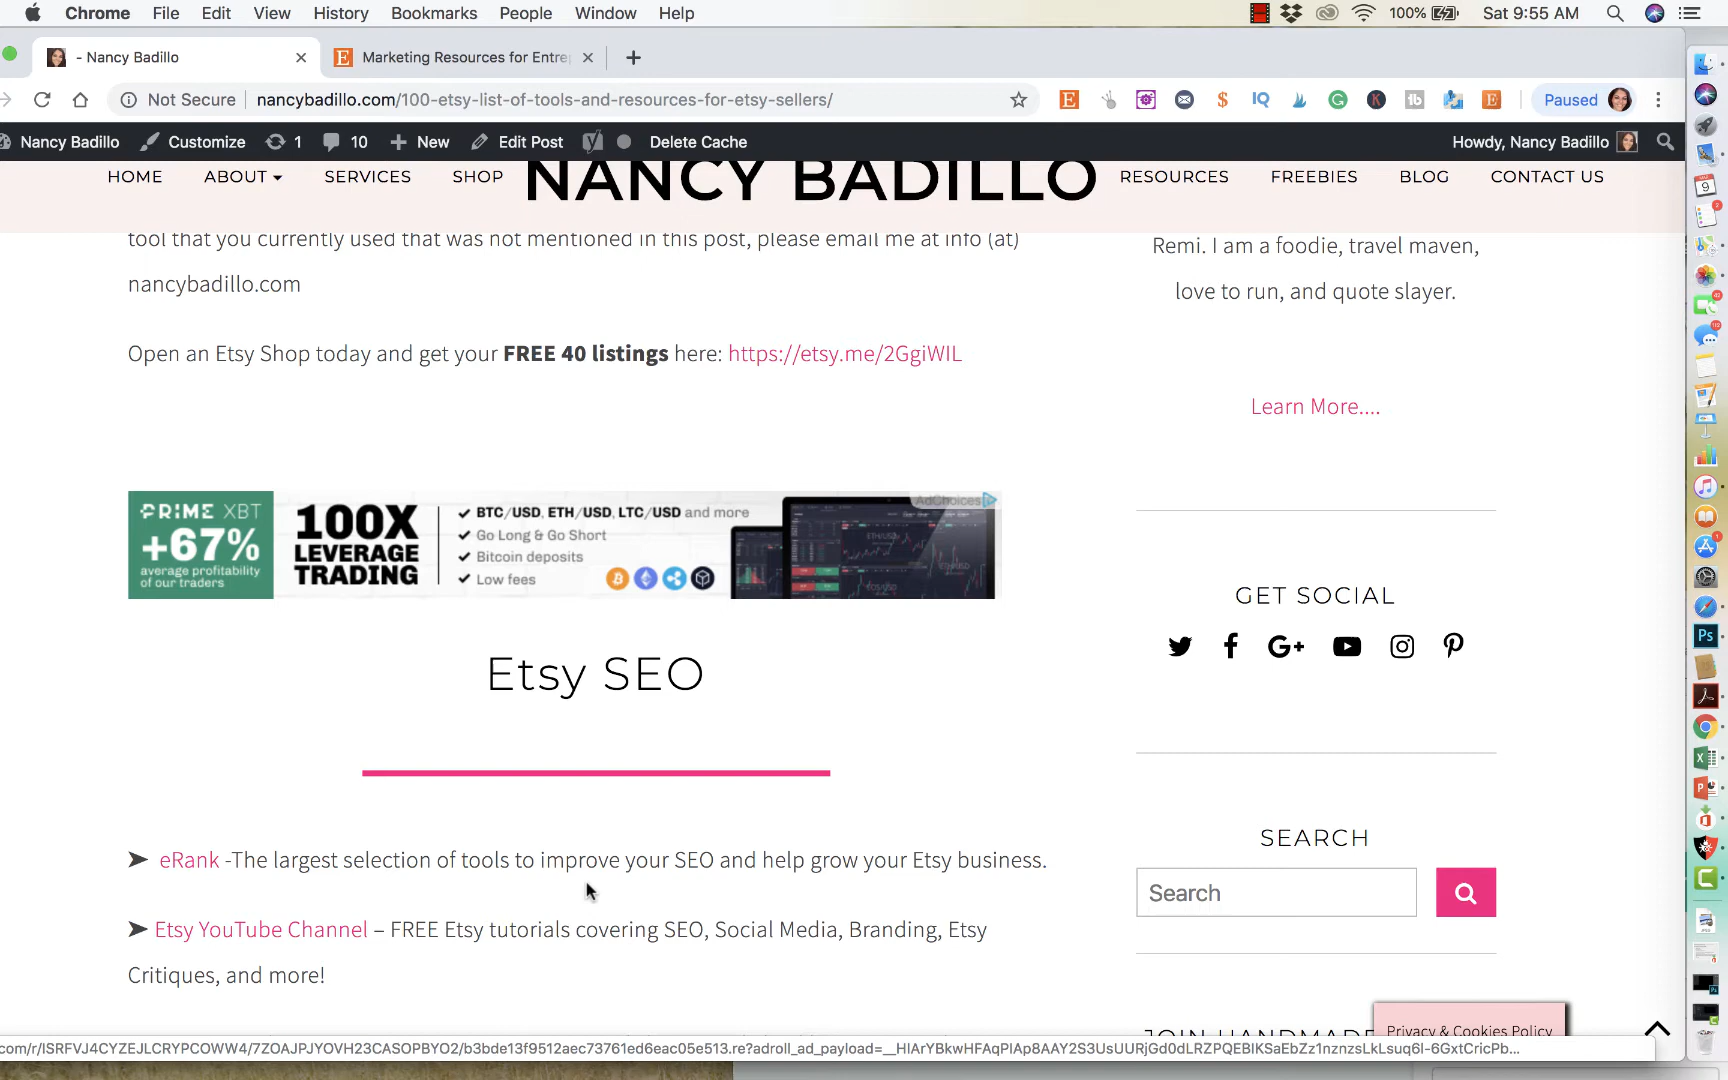 Chrome File Edit View History Bookmarks People Window Help 100% Sat 9:55 AM
- Nancy Badillo Marketing Resources for Entrep
Not Secure nancybadillo.com/100-etsy-list-of-tools-and-resources-for-etsy-sellers/ Paused
Nancy Badillo Customize 1 10 New Edit Post Delete Cache Howdy, Nancy Badillo
HOME ABOUT SERVICES SHOP NANCY BADILLO RESOURCES FREEBIES BLOG CONTACT US
tool that you currently used that was not mentioned in this post, please email me at info (at)
nancybadillo.com
Open an Etsy Shop today and get your FREE 40 listings here: https://etsy.me/2GgiWIL
PRIME XBT
+67%
average profitability
of our traders
100X
LEVERAGE
TRADING
BTC/USD, ETH/USD, LTC/USD and more
Go Long & Go Short
Bitcoin deposits
Low fees
AdChoices
Etsy SEO
➤ eRank -The largest selection of tools to improve your SEO and help grow your Etsy business.
➤ Etsy YouTube Channel – FREE Etsy tutorials covering SEO, Social Media, Branding, Etsy
Critiques, and more!
Remi. I am a foodie, travel maven,
love to run, and quote slayer.
Learn More....
GET SOCIAL
SEARCH
Search
JOIN HANDMADE
Privacy & Cookies Policy